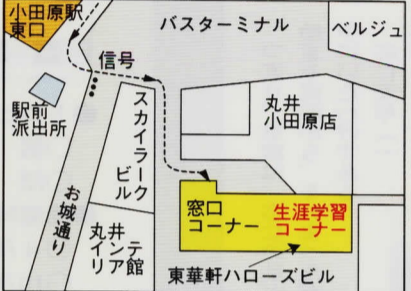 小田原駅
東口
バスターミナル
ベルジュ
信号
駅前
派出所
スカイラーク
ビル
丸井
小田原店
お城通り
丸井
インテリア館
窓口
コーナー
生涯学習
コーナー
東華軒ハローズビル